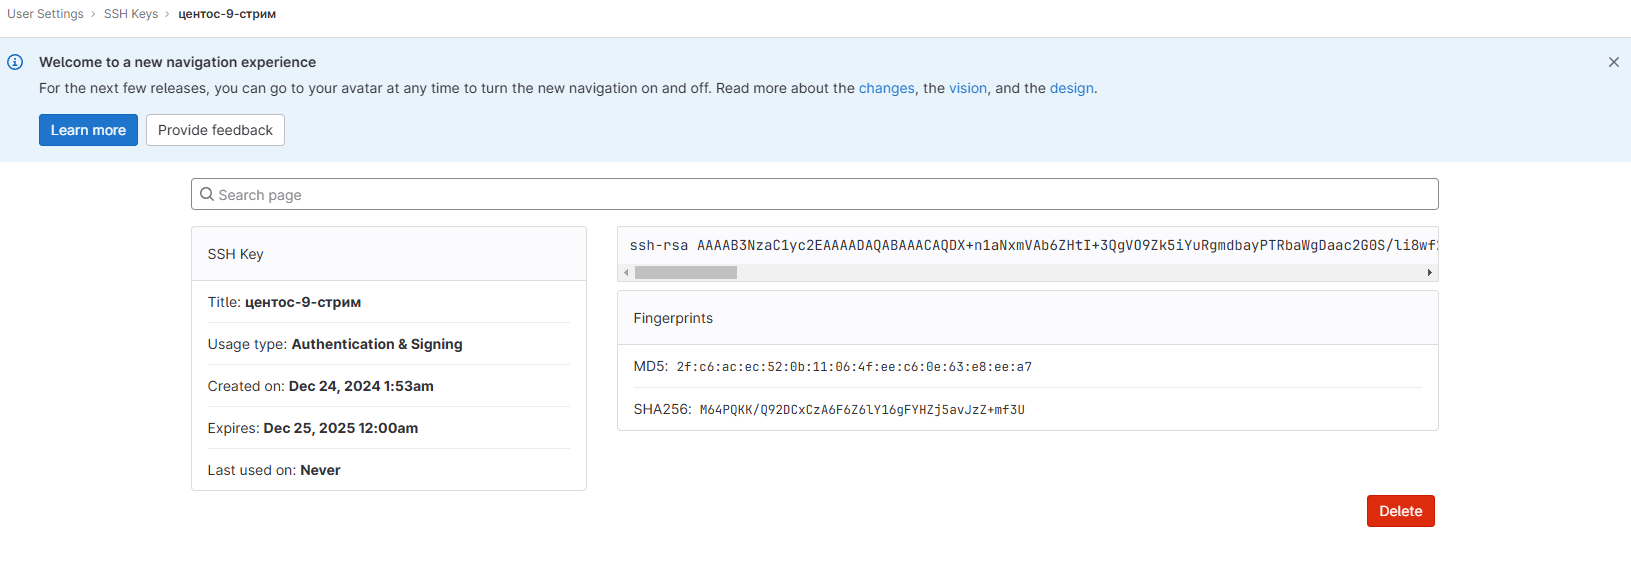 User Settings › SSH Keys › центос-9-стрим
Welcome to a new navigation experience
For the next few releases, you can go to your avatar at any time to turn the new navigation on and off. Read more about the changes, the vision, and the design.
Learn more
Provide feedback
Search page
SSH Key
Title: центос-9-стрим
Usage type: Authentication & Signing
Created on: Dec 24, 2024 1:53am
Expires: Dec 25, 2025 12:00am
Last used on: Never
ssh-rsa AAAAB3NzaC1yc2EAAAADAQABAAACAQDX+n1aNxmVAb6ZHtI+3QgVO9Zk5iYuRgmdbayPTRbaWgDaac2G0S/li8wf
Fingerprints
MD5: 2f:c6:ac:ec:52:0b:11:06:4f:ee:c6:0e:63:e8:ee:a7
SHA256: M64PQKK/Q92DCxCzA6F6Z6lY16gFYHZj5avJzZ+mf3U
Delete